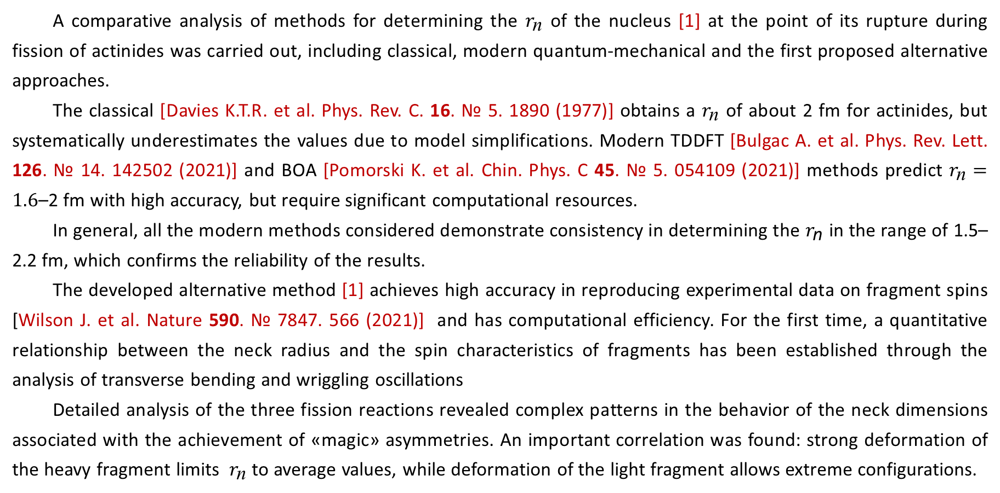 A comparative analysis of methods for determining the rₙ of the nucleus [1] at the point of its rupture during
fission of actinides was carried out, including classical, modern quantum-mechanical and the first proposed alternative
approaches.
The classical [Davies K.T.R. et al. Phys. Rev. C. 16. № 5. 1890 (1977)] obtains a rₙ of about 2 fm for actinides, but
systematically underestimates the values due to model simplifications. Modern TDDFT [Bulgac A. et al. Phys. Rev. Lett.
126. № 14. 142502 (2021)] and BOA [Pomorski K. et al. Chin. Phys. C 45. № 5. 054109 (2021)] methods predict rₙ =
1.6–2 fm with high accuracy, but require significant computational resources.
In general, all the modern methods considered demonstrate consistency in determining the rₙ in the range of 1.5–
2.2 fm, which confirms the reliability of the results.
The developed alternative method [1] achieves high accuracy in reproducing experimental data on fragment spins
[Wilson J. et al. Nature 590. № 7847. 566 (2021)] and has computational efficiency. For the first time, a quantitative
relationship between the neck radius and the spin characteristics of fragments has been established through the
analysis of transverse bending and wriggling oscillations
Detailed analysis of the three fission reactions revealed complex patterns in the behavior of the neck dimensions
associated with the achievement of «magic» asymmetries. An important correlation was found: strong deformation of
the heavy fragment limits rₙ to average values, while deformation of the light fragment allows extreme configurations.